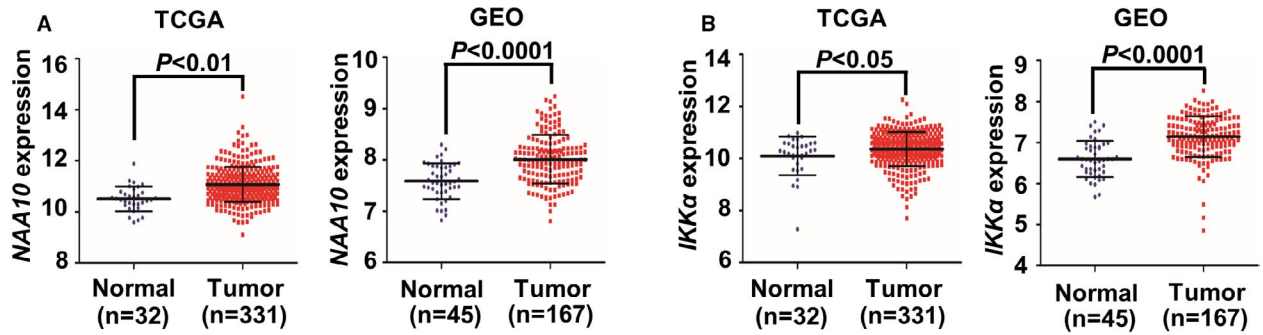 A
TCGA
NAA10 expression
16
14
12
10
8
P<0.01
Normal
(n=32)
Tumor
(n=331)
GEO
NAA10 expression
10
9
8
7
6
P<0.0001
Normal
(n=45)
Tumor
(n=167)
B
TCGA
IKKα expression
14
12
10
8
6
P<0.05
Normal
(n=32)
Tumor
(n=331)
GEO
IKKα expression
9
8
7
6
5
4
P<0.0001
Normal
(n=45)
Tumor
(n=167)